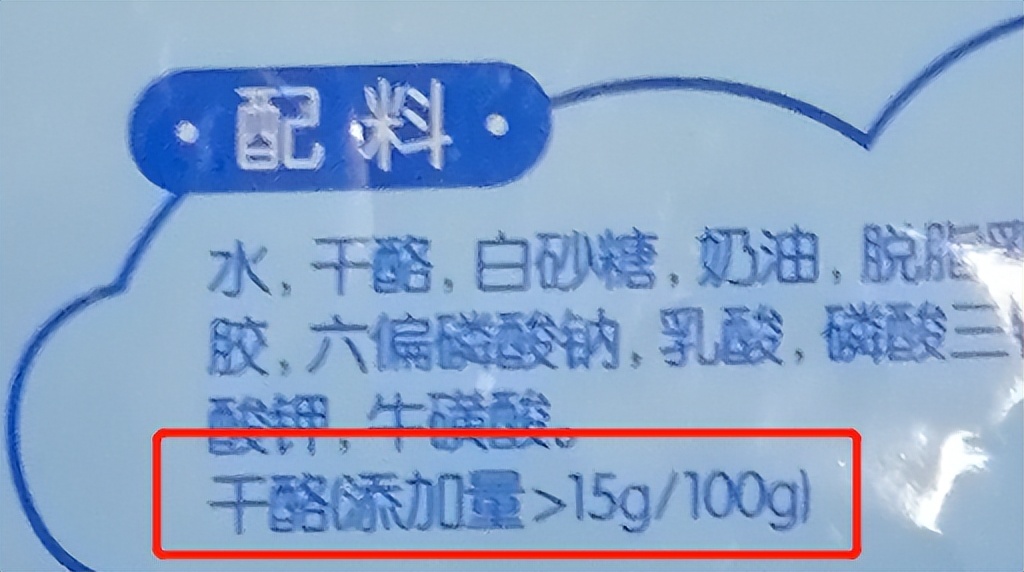 ·配料·
水,干酪,白砂糖,奶油,脱脂乳
胶,六偏磷酸钠,乳酸,磷酸三
酸钾,牛磺酸。
干酪(添加量>15g/100g)